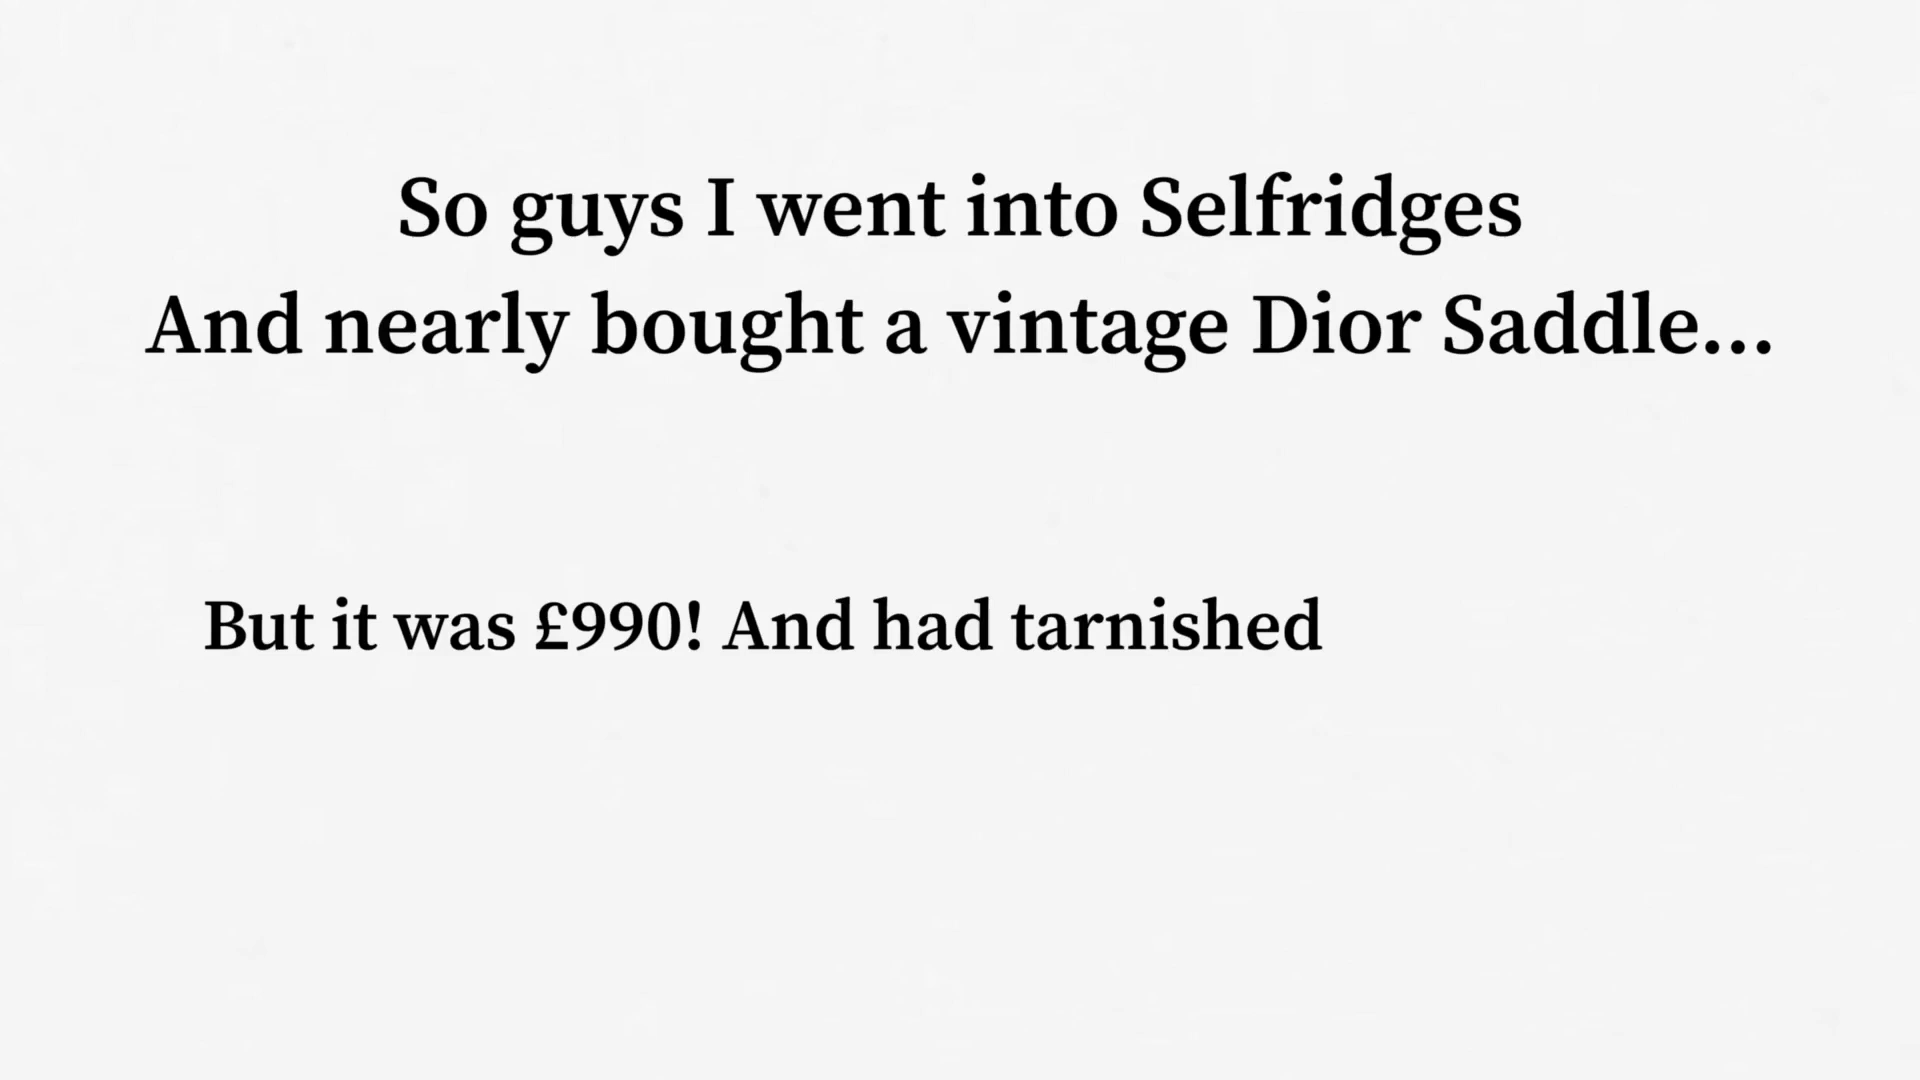 So guys I went into Selfridges
And nearly bought a vintage Dior Saddle...
But it was £990! And had tarnished